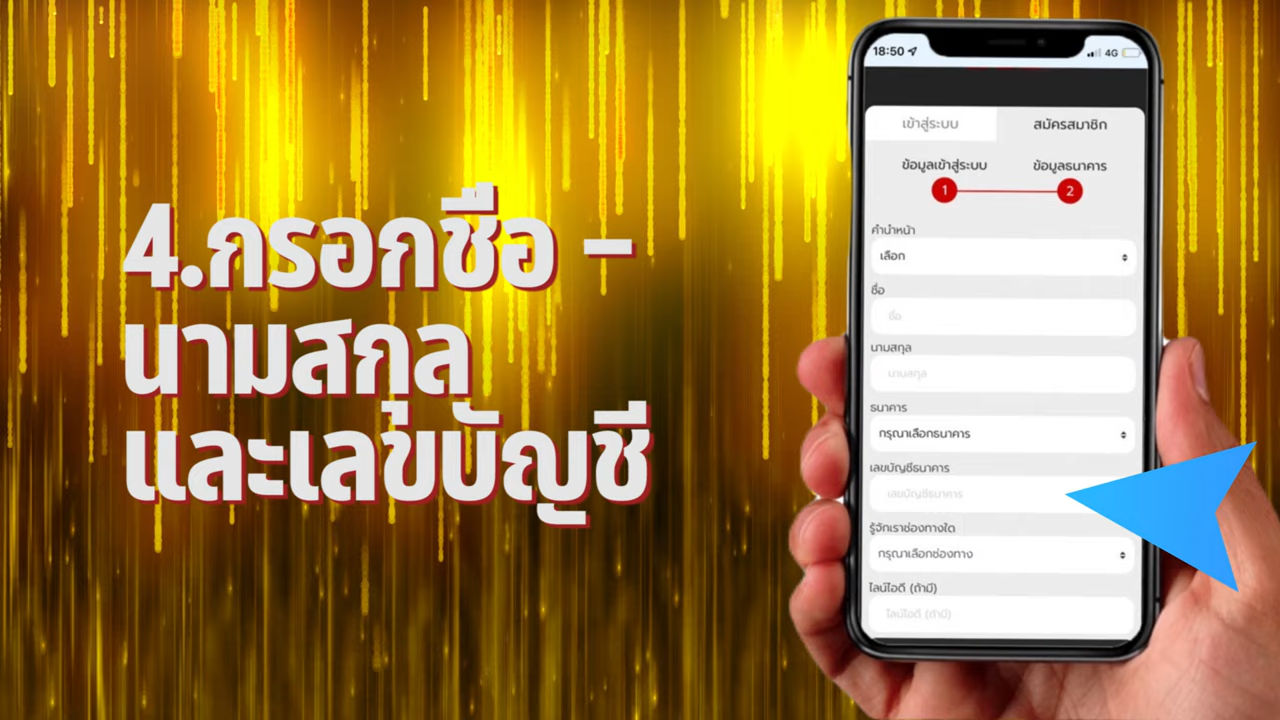 4.กรอกชื่อ –
นามสกุล
และเลขบัญชี
18:50
4G
เข้าสู่ระบบ
สมัครสมาชิก
ข้อมูลเข้าสู่ระบบ
ข้อมูลธนาคาร
1
2
คำนำหน้า
เลือก
ชื่อ
ชื่อ
นามสกุล
นามสกุล
ธนาคาร
กรุณาเลือกธนาคาร
เลขบัญชีธนาคาร
เลขบัญชีธนาคาร
รู้จักเราช่องทางใด
กรุณาเลือกช่องทาง
ไลน์ไอดี (ถ้ามี)
ไลน์ไอดี (ถ้ามี)